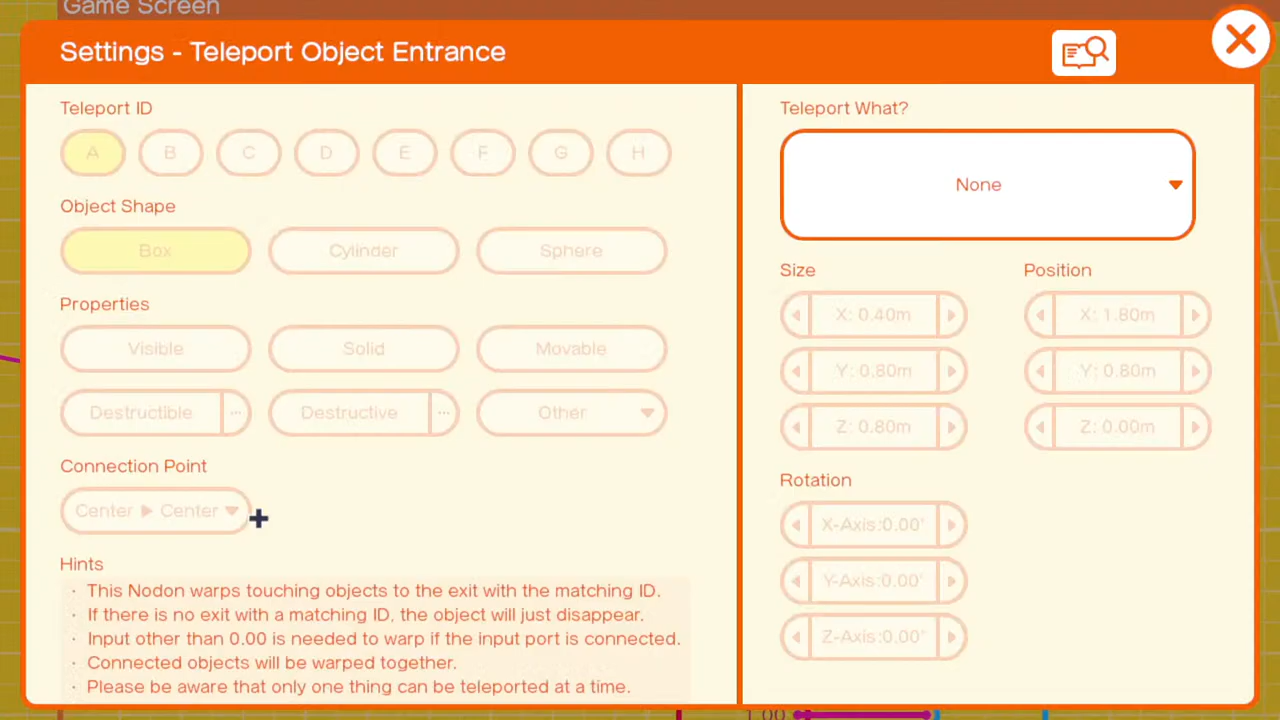 Game Screen
Settings - Teleport Object Entrance
Teleport ID
A B C D E F G H
Object Shape
Box Cylinder Sphere
Properties
Visible Solid Movable
Destructible ... Destructive ... Other
Connection Point
Center ▶ Center
Hints
· This Nodon warps touching objects to the exit with the matching ID.
· If there is no exit with a matching ID, the object will just disappear.
· Input other than 0.00 is needed to warp if the input port is connected.
· Connected objects will be warped together.
· Please be aware that only one thing can be teleported at a time.
Teleport What?
None
Size
X: 0.40m
Y: 0.80m
Z: 0.80m
Position
X: 1.80m
Y: 0.80m
Z: 0.00m
Rotation
X-Axis:0.00°
Y-Axis:0.00°
Z-Axis:0.00°
1.00